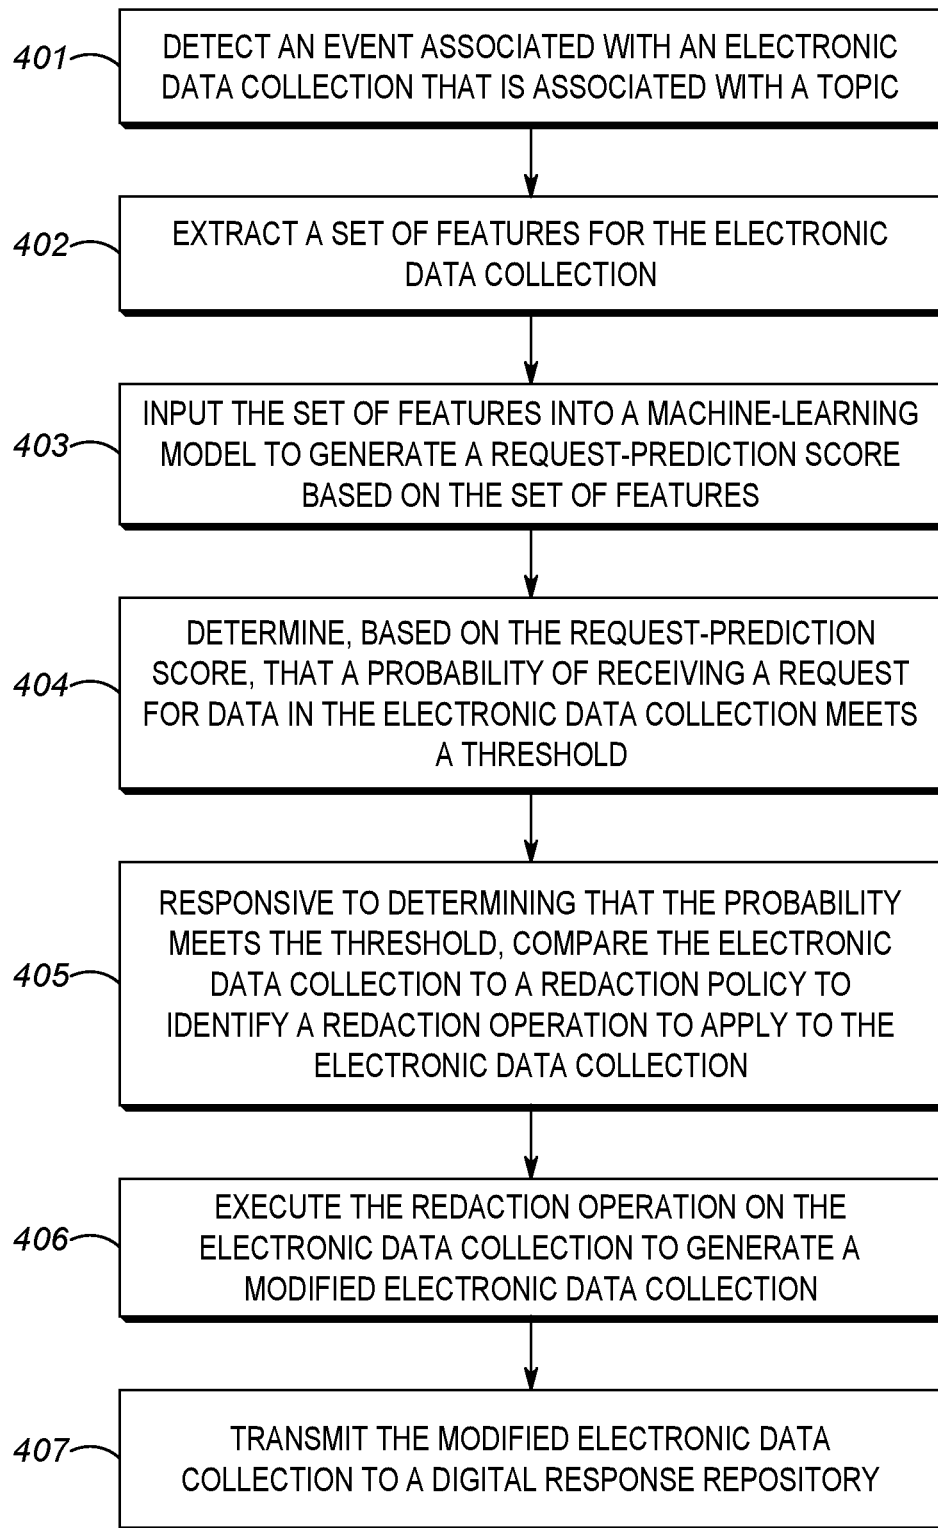 401
DETECT AN EVENT ASSOCIATED WITH AN ELECTRONIC
DATA COLLECTION THAT IS ASSOCIATED WITH A TOPIC
402
EXTRACT A SET OF FEATURES FOR THE ELECTRONIC
DATA COLLECTION
403
INPUT THE SET OF FEATURES INTO A MACHINE-LEARNING
MODEL TO GENERATE A REQUEST-PREDICTION SCORE
BASED ON THE SET OF FEATURES
404
DETERMINE, BASED ON THE REQUEST-PREDICTION
SCORE, THAT A PROBABILITY OF RECEIVING A REQUEST
FOR DATA IN THE ELECTRONIC DATA COLLECTION MEETS
A THRESHOLD
405
RESPONSIVE TO DETERMINING THAT THE PROBABILITY
MEETS THE THRESHOLD, COMPARE THE ELECTRONIC
DATA COLLECTION TO A REDACTION POLICY TO
IDENTIFY A REDACTION OPERATION TO APPLY TO THE
ELECTRONIC DATA COLLECTION
406
EXECUTE THE REDACTION OPERATION ON THE
ELECTRONIC DATA COLLECTION TO GENERATE A
MODIFIED ELECTRONIC DATA COLLECTION
407
TRANSMIT THE MODIFIED ELECTRONIC DATA
COLLECTION TO A DIGITAL RESPONSE REPOSITORY